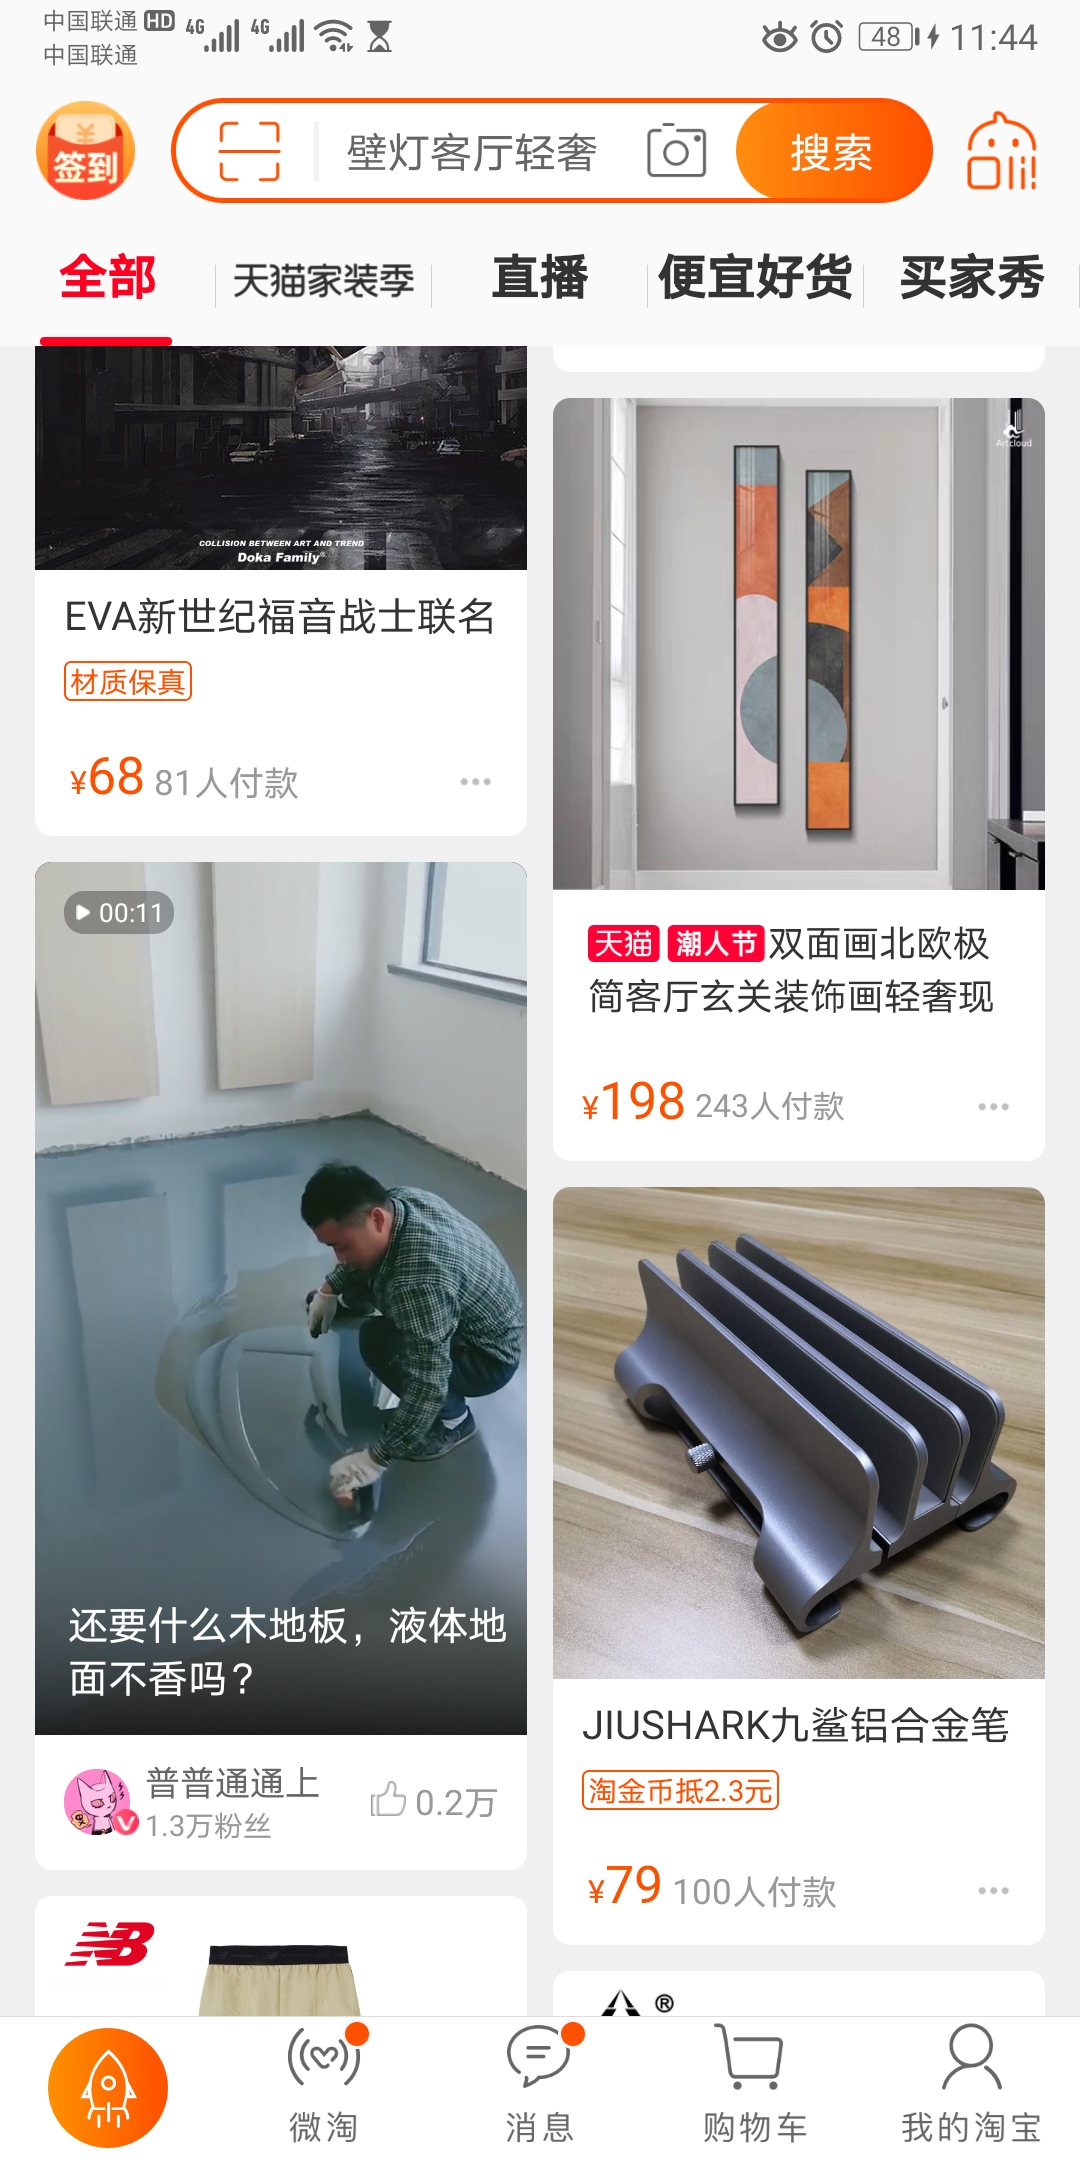 中国联通 HD 4G 4G 48 11:44
中国联通
¥
签到
壁灯客厅轻奢
搜索
全部
天猫家装季
直播
便宜好货
买家秀
COLLISION BETWEEN ART AND TREND
Doka Family®
EVA新世纪福音战士联名
材质保真
¥68 81人付款
00:11
还要什么木地板，液体地
面不香吗？
普普通通上
1.3万粉丝
0.2万
NB
Artcloud
天猫 潮人节 双面画北欧极
简客厅玄关装饰画轻奢现
¥198 243人付款
JIUSHARK九鲨铝合金笔
淘金币抵2.3元
¥79 100人付款
®
微淘
消息
购物车
我的淘宝